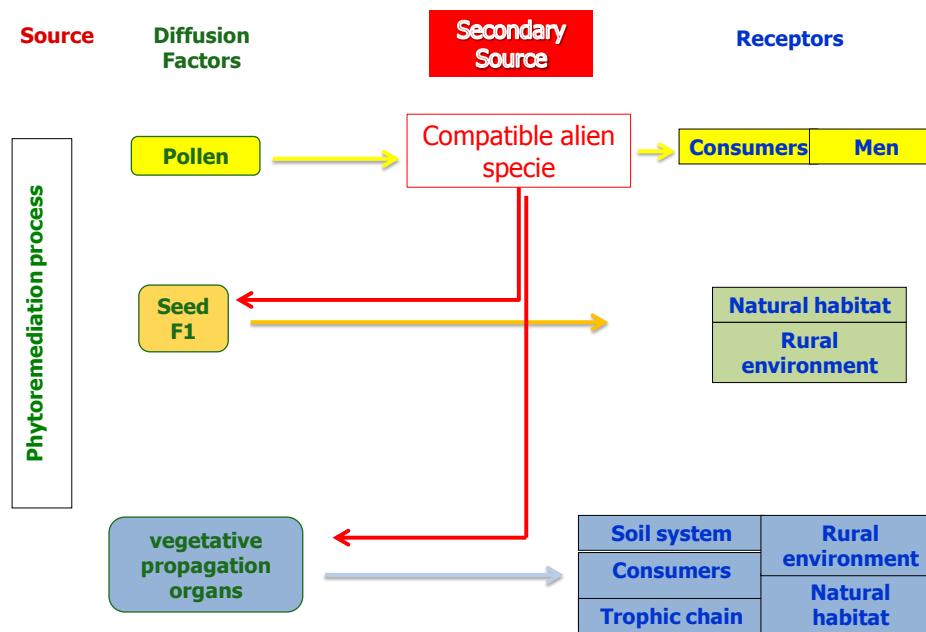 Source
Diffusion
Factors
Secondary
Source
Receptors
Phytoremediation process
Pollen
Compatible alien
specie
Consumers
Men
Seed
F1
Natural habitat
Rural
environment
vegetative
propagation
organs
Soil system
Consumers
Trophic chain
Rural
environment
Natural
habitat